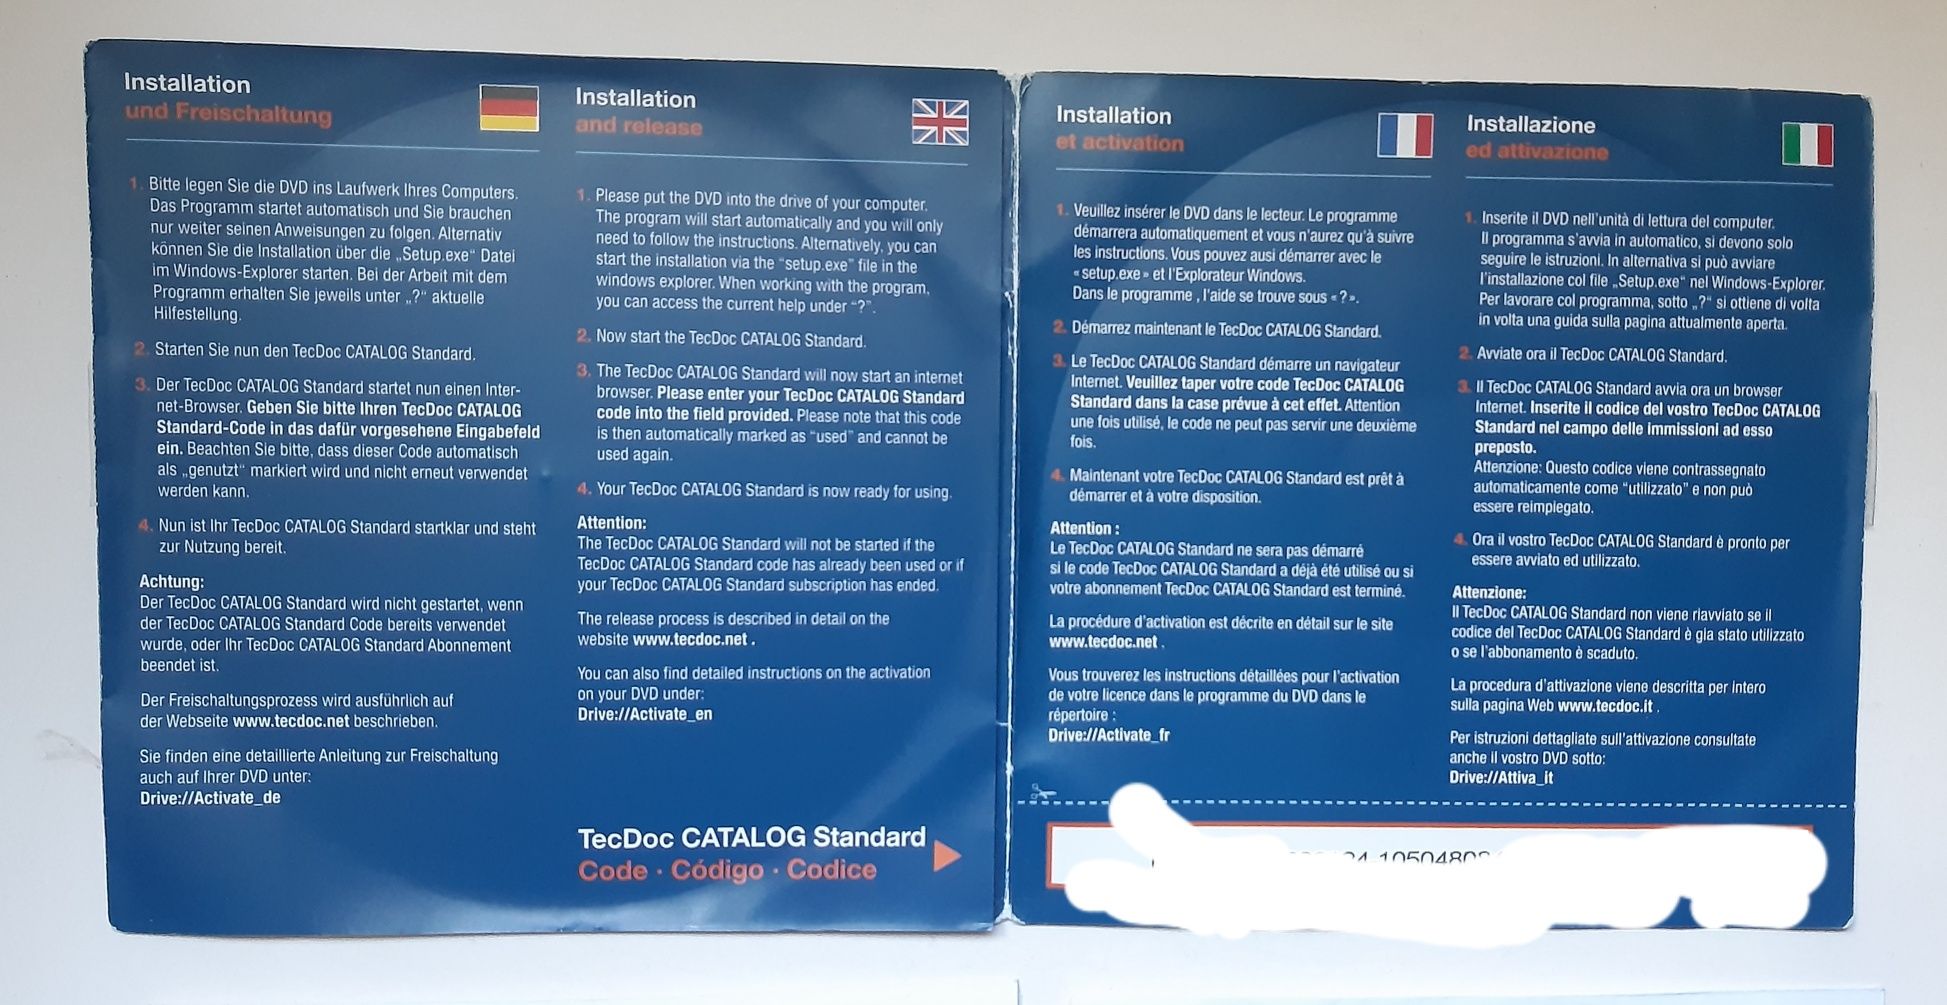 Installation
und Freischaltung
1. Bitte legen Sie die DVD ins Laufwerk Ihres Computers.
Das Programm startet automatisch und Sie brauchen
nur weiter seinen Anweisungen zu folgen. Alternativ
können Sie die Installation über die „Setup.exe“ Datei
im Windows-Explorer starten. Bei der Arbeit mit dem
Programm erhalten Sie jeweils unter „?“ aktuelle
Hilfestellung.
2. Starten Sie nun den TecDoc CATALOG Standard.
3. Der TecDoc CATALOG Standard startet nun einen Inter-
net-Browser. Geben Sie bitte Ihren TecDoc CATALOG
Standard-Code in das dafür vorgesehene Eingabefeld
ein. Beachten Sie bitte, dass dieser Code automatisch
als „genutzt“ markiert wird und nicht erneut verwendet
werden kann.
4. Nun ist Ihr TecDoc CATALOG Standard startklar und steht
zur Nutzung bereit.
Achtung:
Der TecDoc CATALOG Standard wird nicht gestartet, wenn
der TecDoc CATALOG Standard Code bereits verwendet
wurde, oder Ihr TecDoc CATALOG Standard Abonnement
beendet ist.
Der Freischaltungsprozess wird ausführlich auf
der Webseite www.tecdoc.net beschrieben.
Sie finden eine detaillierte Anleitung zur Freischaltung
auch auf Ihrer DVD unter:
Drive://Activate_de
Installation
and release
1. Please put the DVD into the drive of your computer.
The program will start automatically and you will only
need to follow the instructions. Alternatively, you can
start the installation via the “setup.exe” file in the
windows explorer. When working with the program,
you can access the current help under “?”.
2. Now start the TecDoc CATALOG Standard.
3. The TecDoc CATALOG Standard will now start an internet
browser. Please enter your TecDoc CATALOG Standard
code into the field provided. Please note that this code
is then automatically marked as “used” and cannot be
used again.
4. Your TecDoc CATALOG Standard is now ready for using.
Attention:
The TecDoc CATALOG Standard will not be started if the
TecDoc CATALOG Standard code has already been used or if
your TecDoc CATALOG Standard subscription has ended.
The release process is described in detail on the
website www.tecdoc.net .
You can also find detailed instructions on the activation
on your DVD under:
Drive://Activate_en
TecDoc CATALOG Standard
Code · Código · Codice
Installation
et activation
1. Veuillez insérer le DVD dans le lecteur. Le programme
démarrera automatiquement et vous n’aurez qu’à suivre
les instructions. Vous pouvez ausi démarrer avec le
« setup.exe » et l’Explorateur Windows.
Dans le programme , l’aide se trouve sous « ? ».
2. Démarrez maintenant le TecDoc CATALOG Standard.
3. Le TecDoc CATALOG Standard démarre un navigateur
Internet. Veuillez taper votre code TecDoc CATALOG
Standard dans la case prévue à cet effet. Attention
une fois utilisé, le code ne peut pas servir une deuxième
fois.
4. Maintenant votre TecDoc CATALOG Standard est prêt à
démarrer et à votre disposition.
Attention :
Le TecDoc CATALOG Standard ne sera pas démarré
si le code TecDoc CATALOG Standard a déjà été utilisé ou si
votre abonnement TecDoc CATALOG Standard est terminé.
La procédure d’activation est décrite en détail sur le site
www.tecdoc.net .
Vous trouverez les instructions détaillées pour l’activation
de votre licence dans le programme du DVD dans le
répertoire :
Drive://Activate_fr
Installazione
ed attivazione
1. Inserite il DVD nell’unità di lettura del computer.
Il programma s’avvia in automatico, si devono solo
seguire le istruzioni. In alternativa si può avviare
l’installazione col file „Setup.exe“ nel Windows-Explorer.
Per lavorare col programma, sotto „?“ si ottiene di volta
in volta una guida sulla pagina attualmente aperta.
2. Avviate ora il TecDoc CATALOG Standard.
3. Il TecDoc CATALOG Standard avvia ora un browser
Internet. Inserite il codice del vostro TecDoc CATALOG
Standard nel campo delle immissioni ad esso
preposto.
Attenzione: Questo codice viene contrassegnato
automaticamente come “utilizzato” e non può
essere reimpiegato.
4. Ora il vostro TecDoc CATALOG Standard è pronto per
essere avviato ed utilizzato.
Attenzione:
Il TecDoc CATALOG Standard non viene riavviato se il
codice del TecDoc CATALOG Standard è gia stato utilizzato
o se l’abbonamento è scaduto.
La procedura d’attivazione viene descritta per intero
sulla pagina Web www.tecdoc.it .
Per istruzioni dettagliate sull’attivazione consultate
anche il vostro DVD sotto:
Drive://Attiva_it